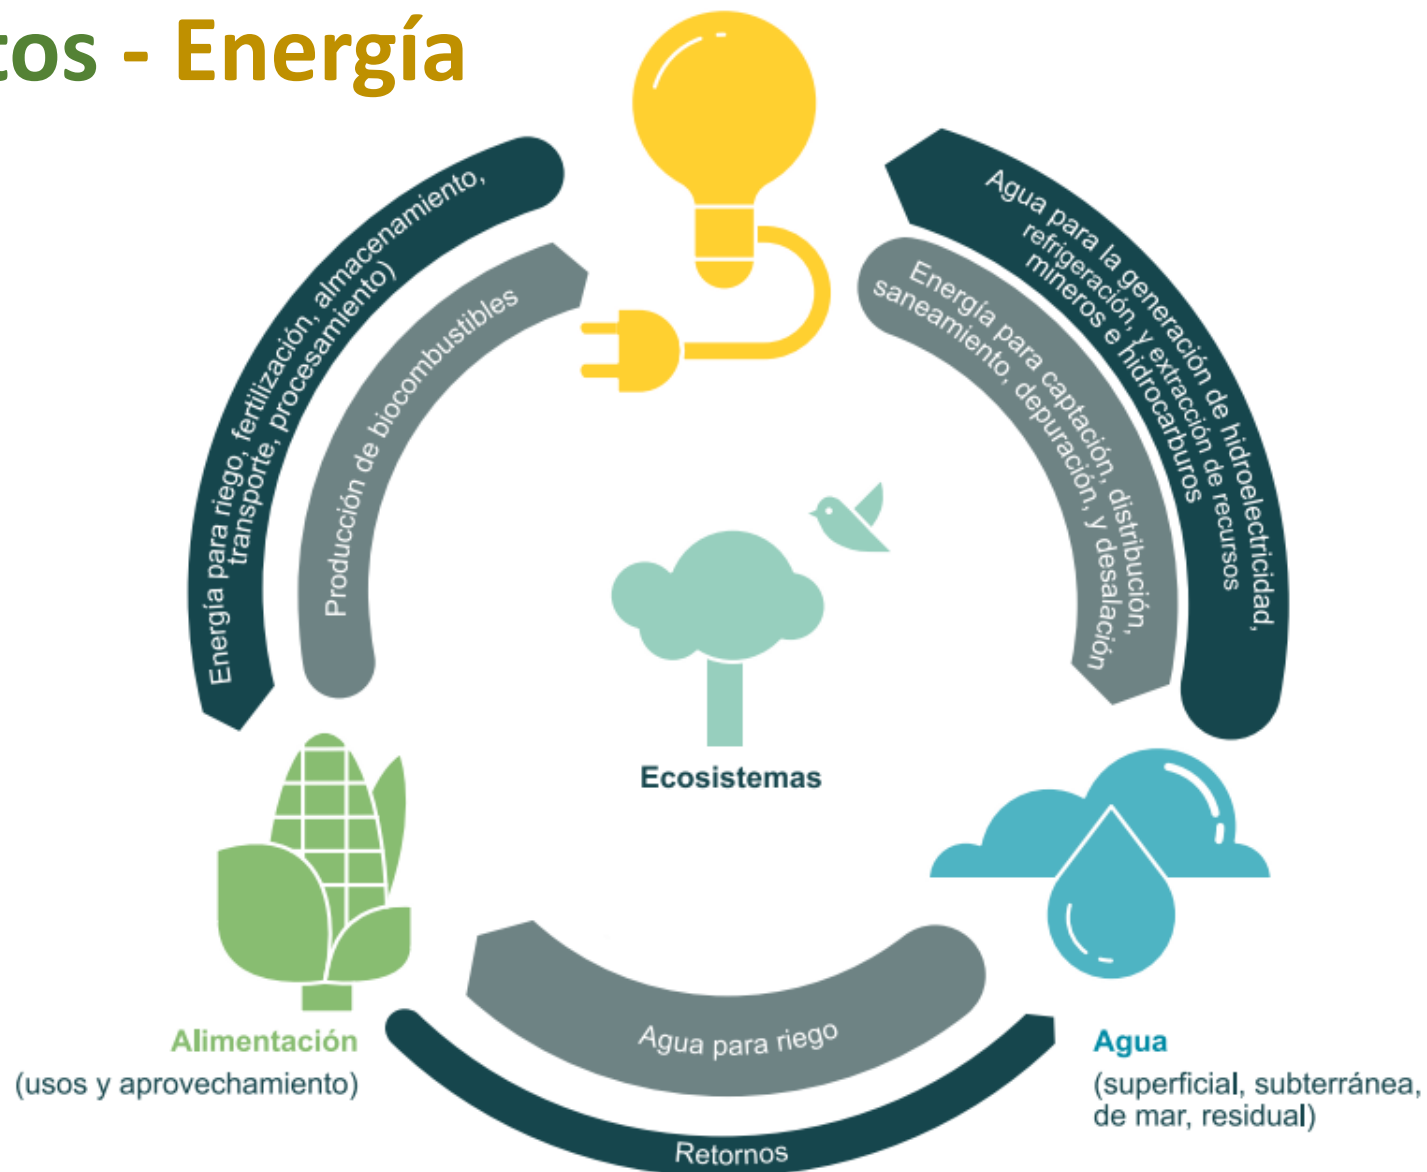 tos - Energía
Energía para riego, fertilización, almacenamiento,
transporte, procesamiento)
Producción de biocombustibles
Agua para la generación de hidroelectricidad,
refrigeración, y extracción de recursos
mineros e hidrocarburos
Energía para captación, distribución,
saneamiento, depuración, y desalación
Ecosistemas
Alimentación
(usos y aprovechamiento)
Agua para riego
Retornos
Agua
(superficial, subterránea,
de mar, residual)